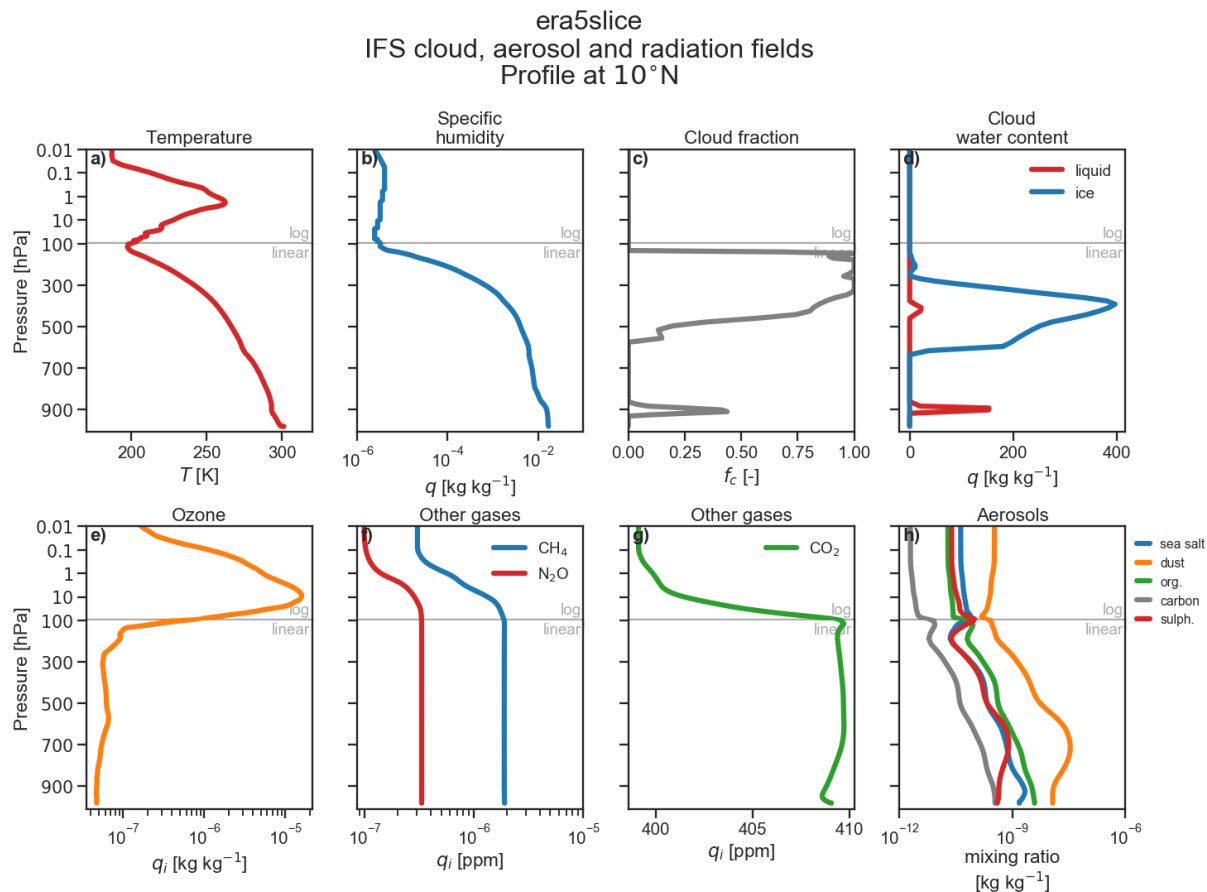 era5slice
IFS cloud, aerosol and radiation fields
Profile at 10°N
Temperature
Specific
humidity
Cloud fraction
Cloud
water content
a)
b)
c)
d)
0.01
0.1
1
10
100
300
500
700
900
Pressure [hPa]
log
linear
log
linear
log
linear
log
linear
liquid
ice
200
250
300
T [K]
10⁻⁶
10⁻⁴
10⁻²
q [kg kg⁻¹]
0.00
0.25
0.50
0.75
1.00
f_c [-]
0
200
400
q [kg kg⁻¹]
Ozone
Other gases
Other gases
Aerosols
e)
f)
g)
h)
0.01
0.1
1
10
100
300
500
700
900
Pressure [hPa]
log
linear
log
linear
log
linear
log
linear
CH₄
N₂O
CO₂
sea salt
dust
org.
carbon
sulph.
10⁻⁷
10⁻⁶
10⁻⁵
q_i [kg kg⁻¹]
10⁻⁷
10⁻⁶
10⁻⁵
q_i [ppm]
400
405
410
q_i [ppm]
10⁻¹²
10⁻⁹
10⁻⁶
mixing ratio
[kg kg⁻¹]